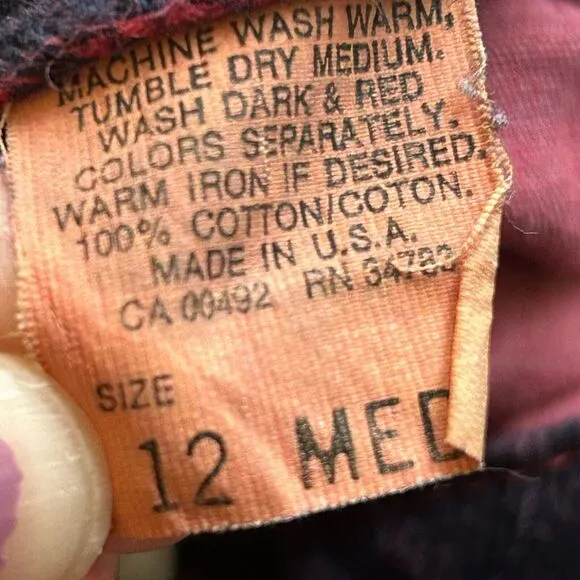 MACHINE WASH WARM,
TUMBLE DRY MEDIUM.
WASH DARK & RED
COLORS SEPARATELY.
WARM IRON IF DESIRED.
100% COTTON/COTON.
MADE IN U.S.A.
CA 00492 RN
SIZE
12 MED